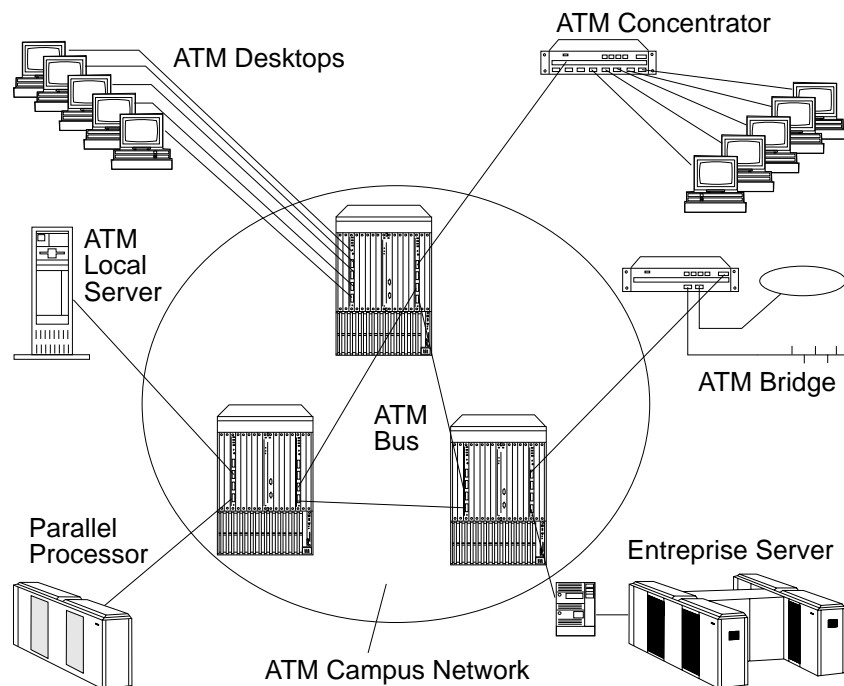 ATM Desktops
ATM Concentrator
ATM
Local
Server
ATM Bridge
ATM
Bus
Parallel
Processor
Entreprise Server
ATM Campus Network